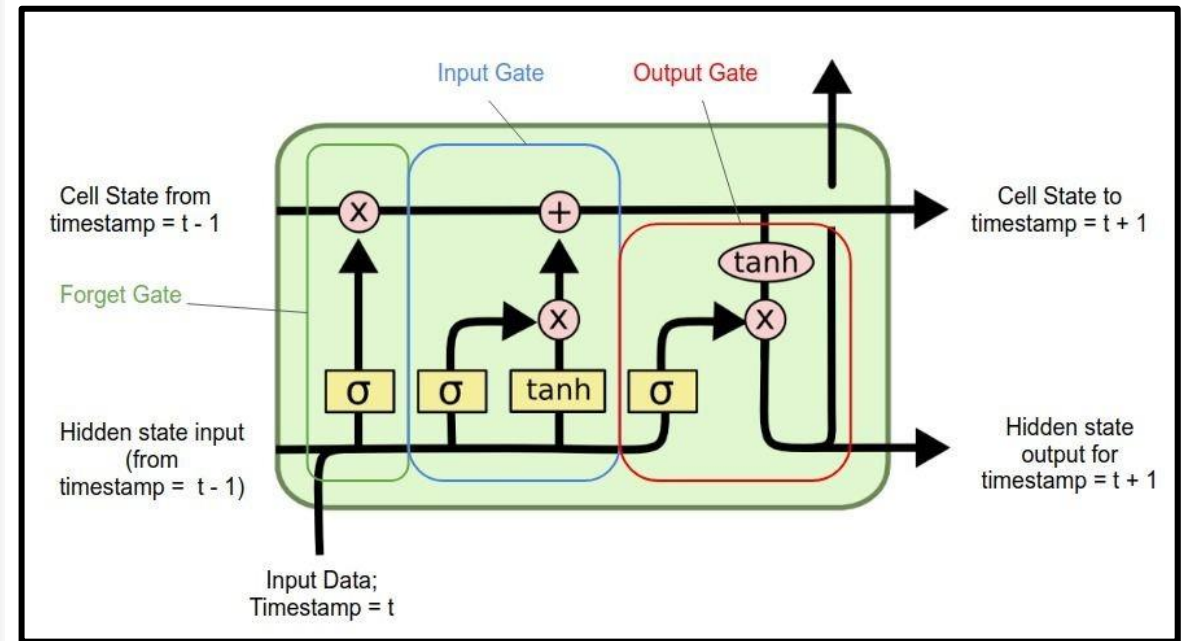 Input Gate
Output Gate
Cell State from
timestamp = t - 1
x
+
Cell State to
timestamp = t + 1
tanh
Forget Gate
x
x
σ
σ
tanh
σ
Hidden state input
(from
timestamp = t - 1)
Hidden state
output for
timestamp = t + 1
Input Data;
Timestamp = t